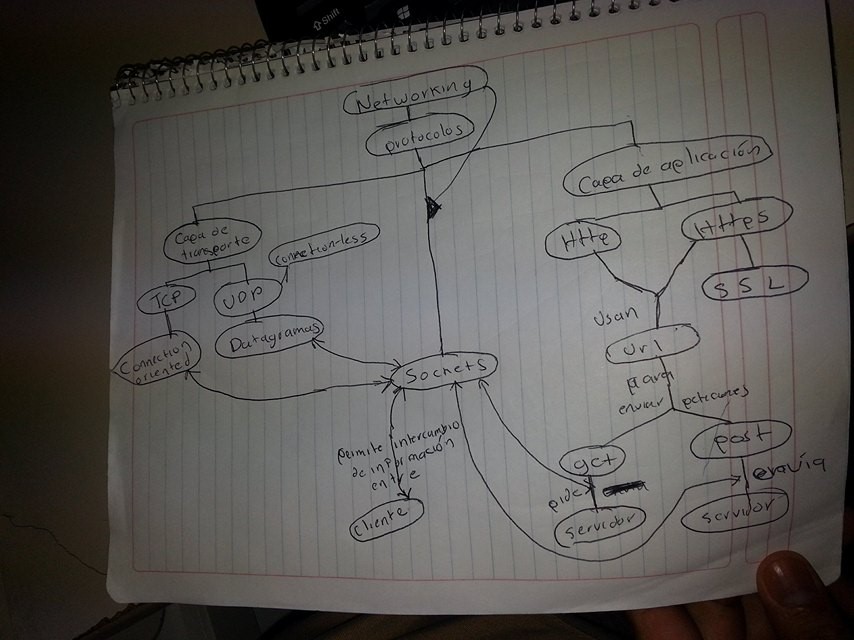 Shift
Networking
protocolos
Capa de aplicación
Capa de
transporte
connection-less
Http
Https
TCP
UDP
SSL
Datagramas
Connection
oriented
Usan
Url
Sockets
para
enviar peticiones
permite intercambio
de información
entre
get
post
pide
envia
Cliente
Servidor
Servidor